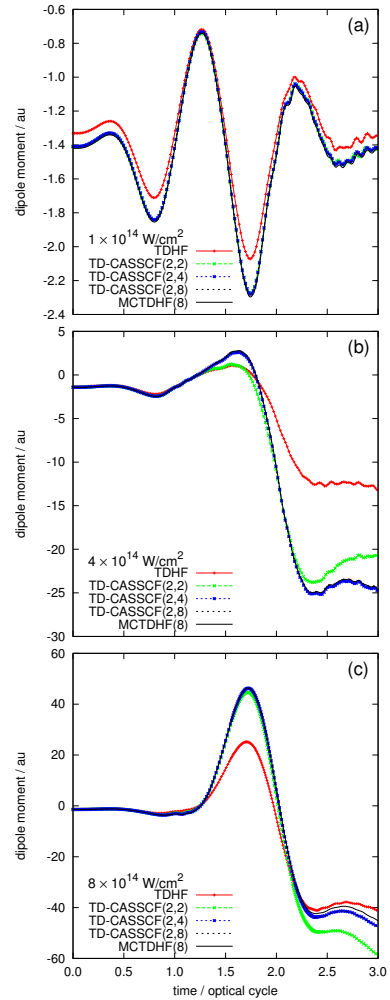 (a)
-0.6
-0.8
-1.0
-1.2
-1.4
-1.6
-1.8
-2.0
-2.2
-2.4
dipole moment / au
1 × 10¹⁴ W/cm²
TDHF
TD-CASSCF(2,2)
TD-CASSCF(2,4)
TD-CASSCF(2,8)
MCTDHF(8)
(b)
5
0
-5
-10
-15
-20
-25
-30
dipole moment / au
4 × 10¹⁴ W/cm²
TDHF
TD-CASSCF(2,2)
TD-CASSCF(2,4)
TD-CASSCF(2,8)
MCTDHF(8)
(c)
60
40
20
0
-20
-40
-60
dipole moment / au
8 × 10¹⁴ W/cm²
TDHF
TD-CASSCF(2,2)
TD-CASSCF(2,4)
TD-CASSCF(2,8)
MCTDHF(8)
0.0 0.5 1.0 1.5 2.0 2.5 3.0
time / optical cycle